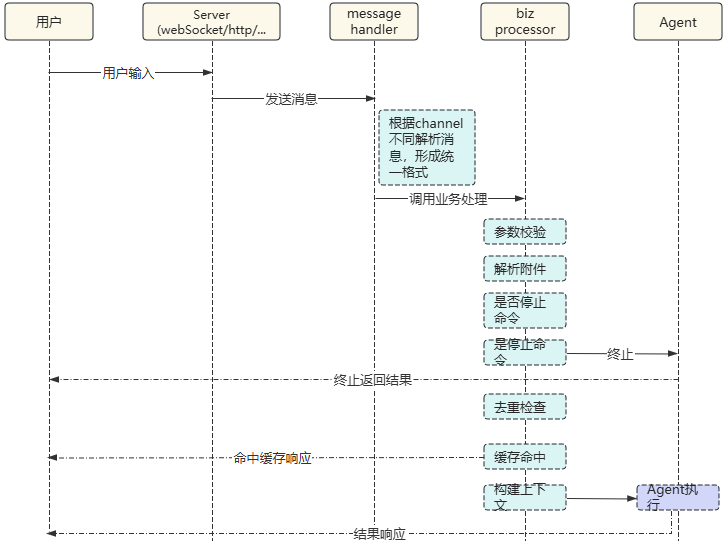 用户
Server
(webSocket/http/...
message
handler
biz
processor
Agent
用户输入
发送消息
根据channel
不同解析消
息，形成统
一格式
调用业务处理
参数校验
解析附件
是否停止
命令
是停止命
令
终止
终止返回结果
去重检查
命中缓存响应
缓存命中
构建上下
文
Agent执
行
结果响应